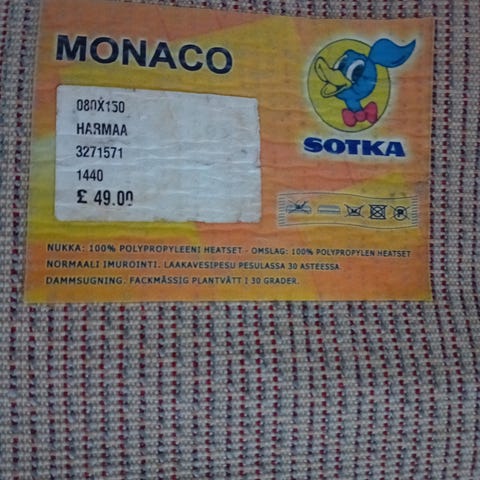 MONACO
080X150
HARMAA
3271571
1440
£ 49.00
SOTKA
NUKKA: 100% POLYPROPYLEENI HEATSET - OMSLAG: 100% POLYPROPYLEN HEATSET
NORMAALI IMUROINTI. LAAKAVESIPESU PESULASSA 30 ASTEESSA
DAMMSUGNING. FACKMÄSSIG PLANTVÄTT I 30 GRADER.